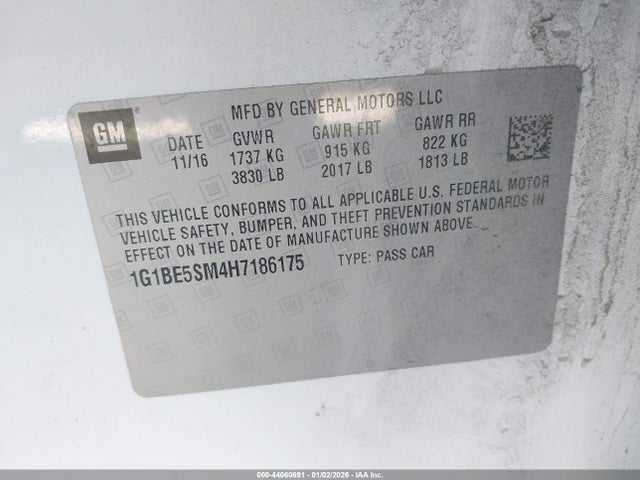 GM
MFD BY GENERAL MOTORS LLC
DATE GVWR GAWR FRT GAWR RR
11/16 1737 KG 915 KG 822 KG
3830 LB 2017 LB 1813 LB
THIS VEHICLE CONFORMS TO ALL APPLICABLE U.S. FEDERAL MOTOR
VEHICLE SAFETY, BUMPER, AND THEFT PREVENTION STANDARDS IN
EFFECT ON THE DATE OF MANUFACTURE SHOWN ABOVE.
1G1BE5SM4H7186175 TYPE: PASS CAR
000-44060691 - 01/02/2026 - IAA Inc.